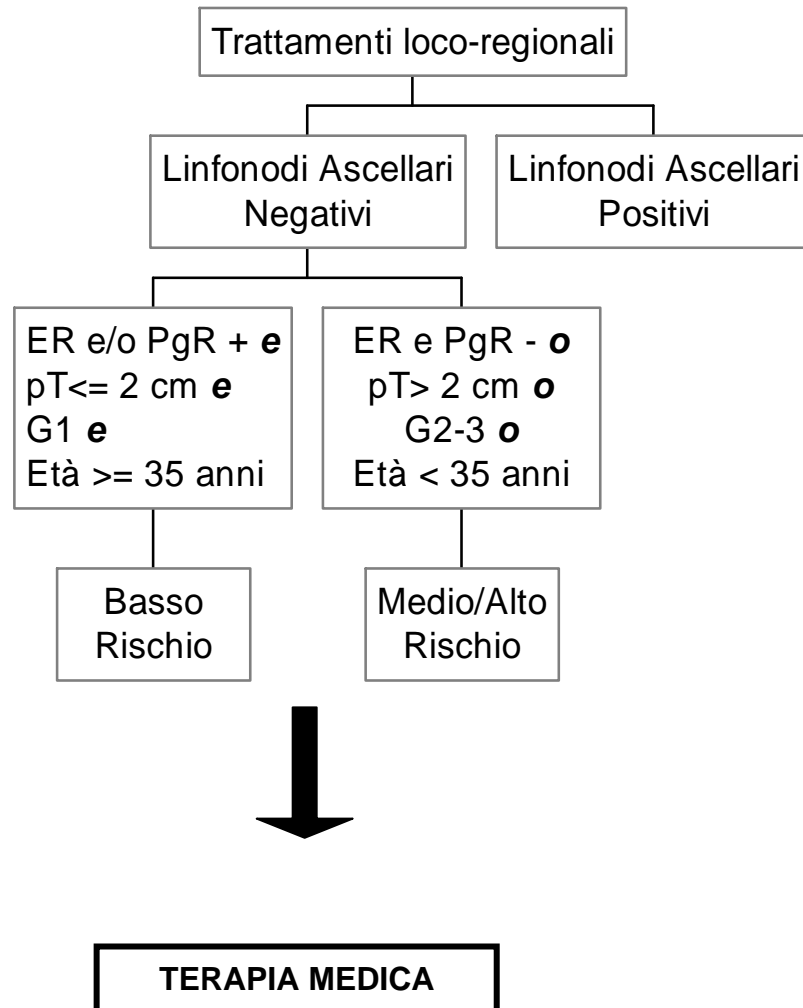 Trattamenti loco-regionali
Linfonodi Ascellari
Negativi
Linfonodi Ascellari
Positivi
ER e/o PgR + e
pT<= 2 cm e
G1 e
Età >= 35 anni
ER e PgR - o
pT> 2 cm o
G2-3 o
Età < 35 anni
Basso
Rischio
Medio/Alto
Rischio
TERAPIA MEDICA